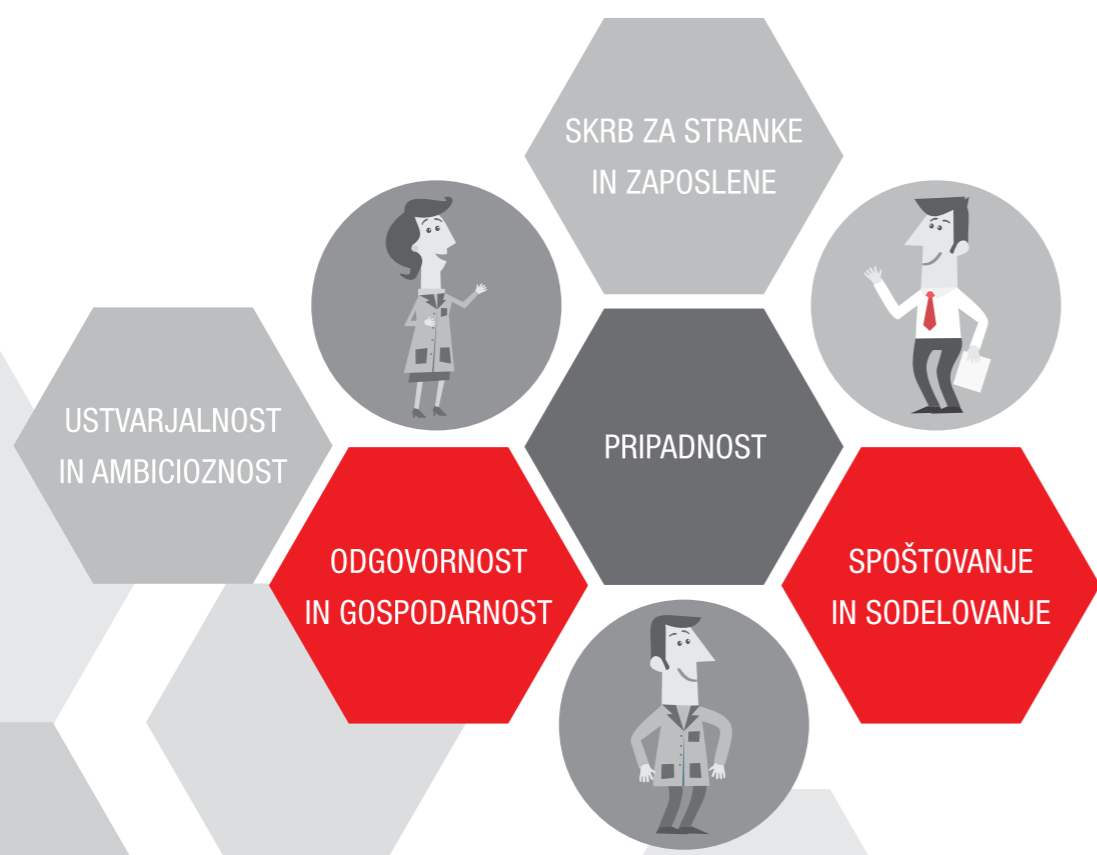 SKRB ZA STRANKE
IN ZAPOSLENE
USTVARJALNOST
IN AMBICIOZNOST
PRIPADNOST
ODGOVORNOST
IN GOSPODARNOST
SPOŠTOVANJE
IN SODELOVANJE